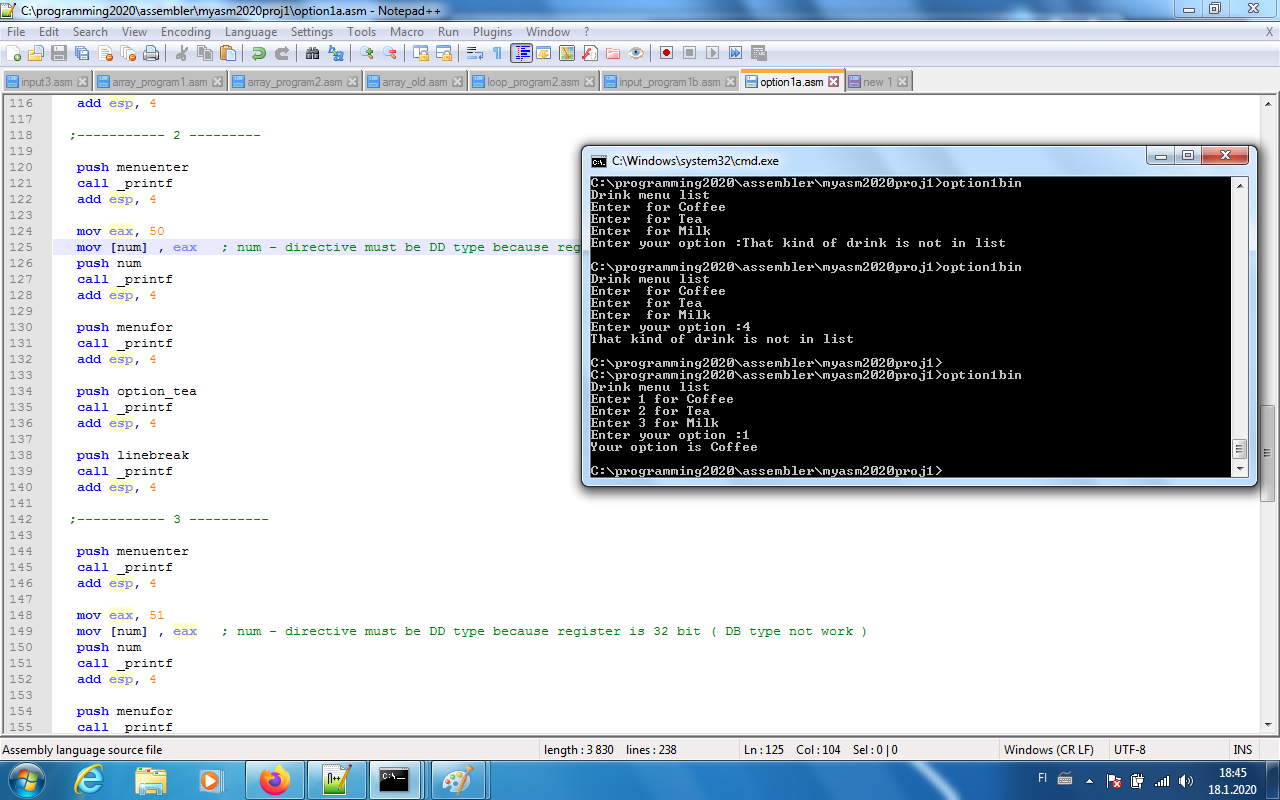 C:\programming2020\assembler\myasm2020proj1\option1a.asm - Notepad++
File Edit Search View Encoding Language Settings Tools Macro Run Plugins Window ? X
input3.asm array_program1.asm array_program2.asm array_old.asm loop_program2.asm input_program1b.asm option1a.asm new 1
116 add esp, 4
117
118 ;----------- 2 ---------
119
120 push menuenter
121 call _printf
122 add esp, 4
123
124 mov eax, 50
125 mov [num] , eax ; num - directive must be DD type because reg
126 push num
127 call _printf
128 add esp, 4
129
130 push menufor
131 call _printf
132 add esp, 4
133
134 push option_tea
135 call _printf
136 add esp, 4
137
138 push linebreak
139 call _printf
140 add esp, 4
141
142 ;----------- 3 ----------
143
144 push menuenter
145 call _printf
146 add esp, 4
147
148 mov eax, 51
149 mov [num] , eax ; num - directive must be DD type because register is 32 bit ( DB type not work )
150 push num
151 call _printf
152 add esp, 4
153
154 push menufor
155 call _printf
C:\Windows\system32\cmd.exe
C:\programming2020\assembler\myasm2020proj1>option1bin
Drink menu list
Enter  for Coffee
Enter  for Tea
Enter  for Milk
Enter your option :That kind of drink is not in list
C:\programming2020\assembler\myasm2020proj1>option1bin
Drink menu list
Enter  for Coffee
Enter  for Tea
Enter  for Milk
Enter your option :4
That kind of drink is not in list
C:\programming2020\assembler\myasm2020proj1>
C:\programming2020\assembler\myasm2020proj1>option1bin
Drink menu list
Enter 1 for Coffee
Enter 2 for Tea
Enter 3 for Milk
Enter your option :1
Your option is Coffee
C:\programming2020\assembler\myasm2020proj1>
Assembly language source file length : 3 830 lines : 238 Ln : 125 Col : 104 Sel : 0 | 0 Windows (CR LF) UTF-8 INS
FI 18:45
18.1.2020